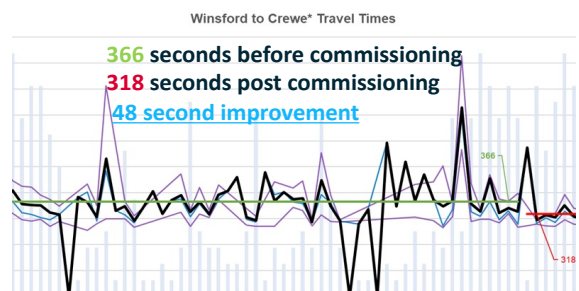 Winsford to Crewe* Travel Times
366 seconds before commissioning
318 seconds post commissioning
48 second improvement
366
318